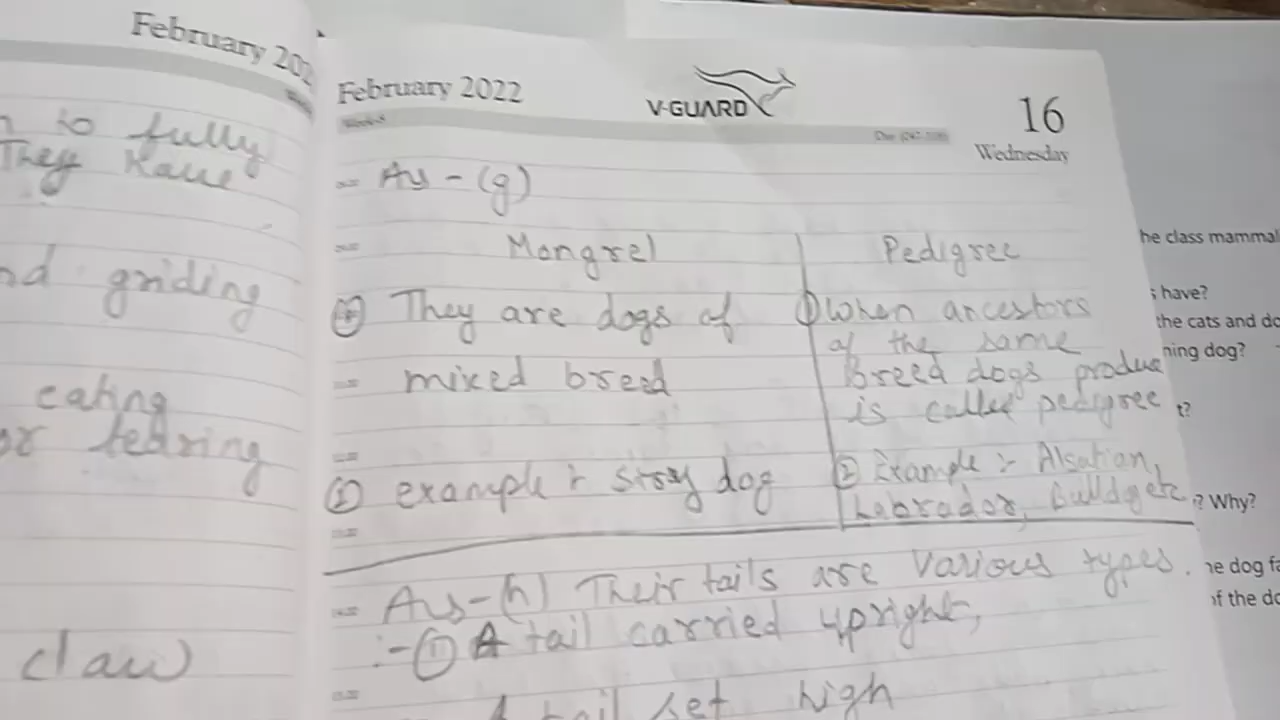 February 202
n so fully
They Have
nd griding
eating
or tearing
claw
February 2022
V-GUARD
16
Wednesday
Ans - (g)
Mongrel
Pedigree
They are dogs of
mixed breed
② example :- stray dog
① When ancestors
of the same
Breed dogs produce
is called pedigree
② Example :- Alsatian,
Labrador, Bulldog etc
Ans-(h) Their tails are various types.
:- ① A tail carried upright,
A tail set high
he class mammal
s have?
the cats and do
ning dog?
t?
? Why?
he dog fa
of the do